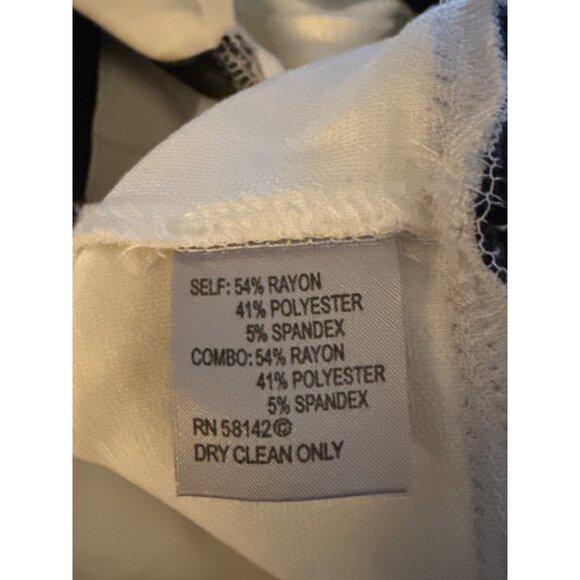 SELF: 54% RAYON
41% POLYESTER
5% SPANDEX
COMBO: 54% RAYON
41% POLYESTER
5% SPANDEX
RN 58142©
DRY CLEAN ONLY